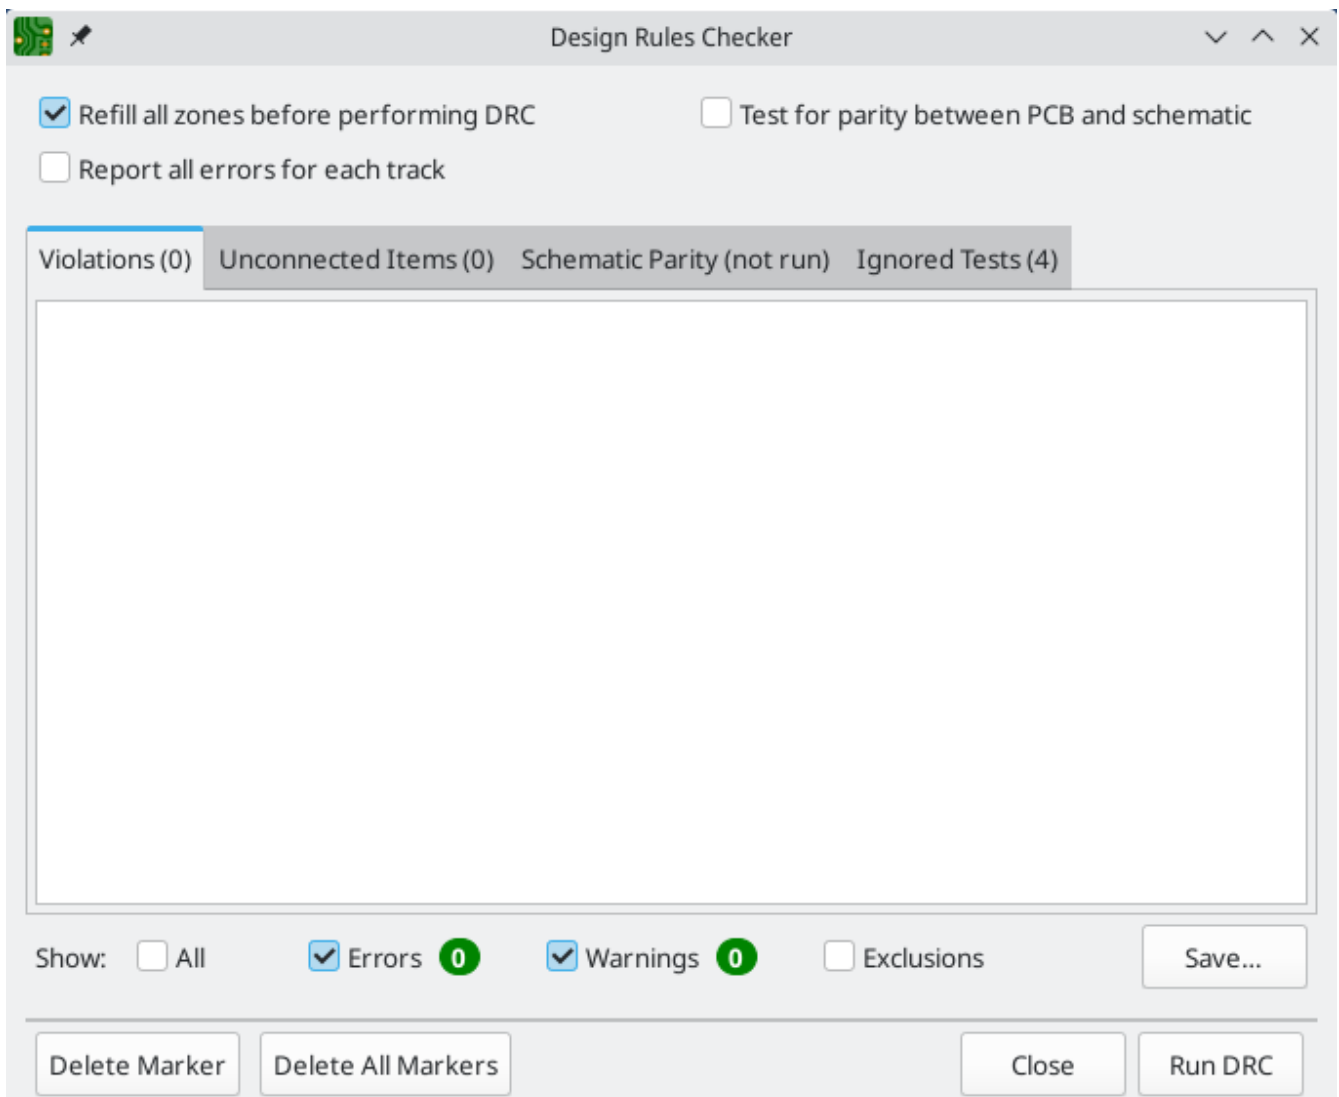 Design Rules Checker
Refill all zones before performing DRC
Test for parity between PCB and schematic
Report all errors for each track
Violations (0) Unconnected Items (0) Schematic Parity (not run) Ignored Tests (4)
Show: All Errors 0 Warnings 0 Exclusions Save...
Delete Marker Delete All Markers Close Run DRC